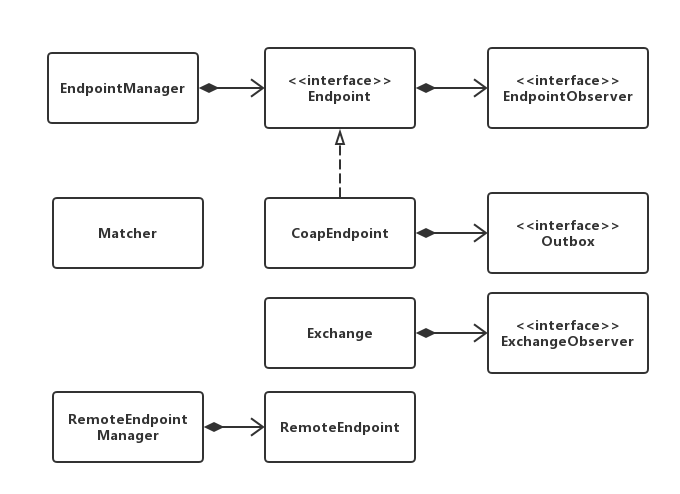 EndpointManager
<<interface>>
Endpoint
<<interface>>
EndpointObserver
Matcher
CoapEndpoint
<<interface>>
Outbox
Exchange
<<interface>>
ExchangeObserver
RemoteEndpoint
Manager
RemoteEndpoint